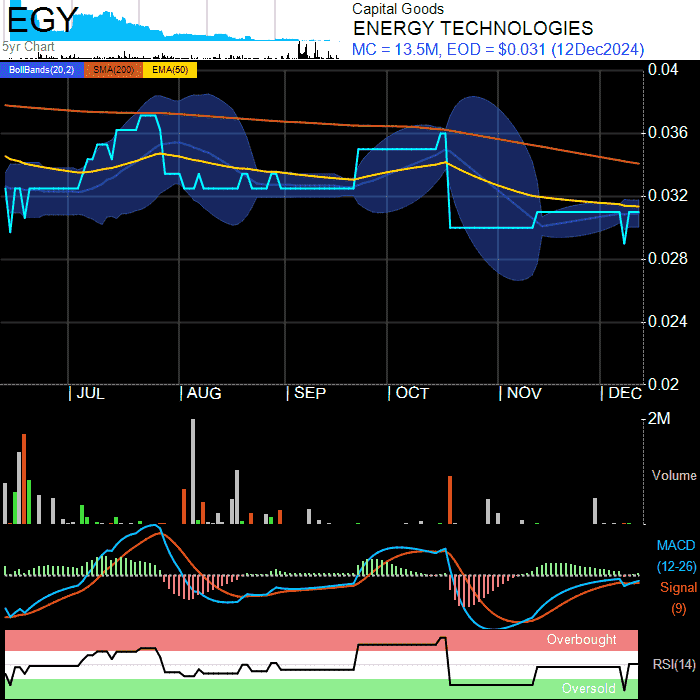 EGY
5yr Chart
Capital Goods
ENERGY TECHNOLOGIES
MC = 13.5M, EOD = $0.031 (12Dec2024)
BollBands(20,2) SMA(200) EMA(50)
0.04
0.036
0.032
0.028
0.024
0.02
JUL AUG SEP OCT NOV DEC
2M
Volume
MACD
(12-26)
Signal
(9)
Overbought
RSI(14)
Oversold